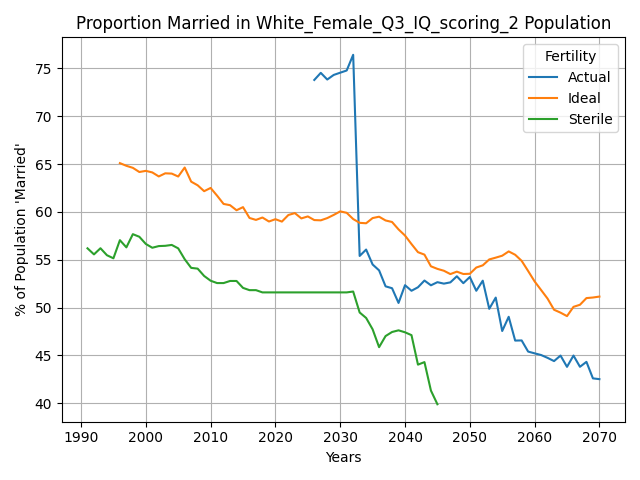 Proportion Married in White_Female_Q3_IQ_scoring_2 Population
% of Population 'Married'
75
70
65
60
55
50
45
40
Fertility
Actual
Ideal
Sterile
1990 2000 2010 2020 2030 2040 2050 2060 2070
Years